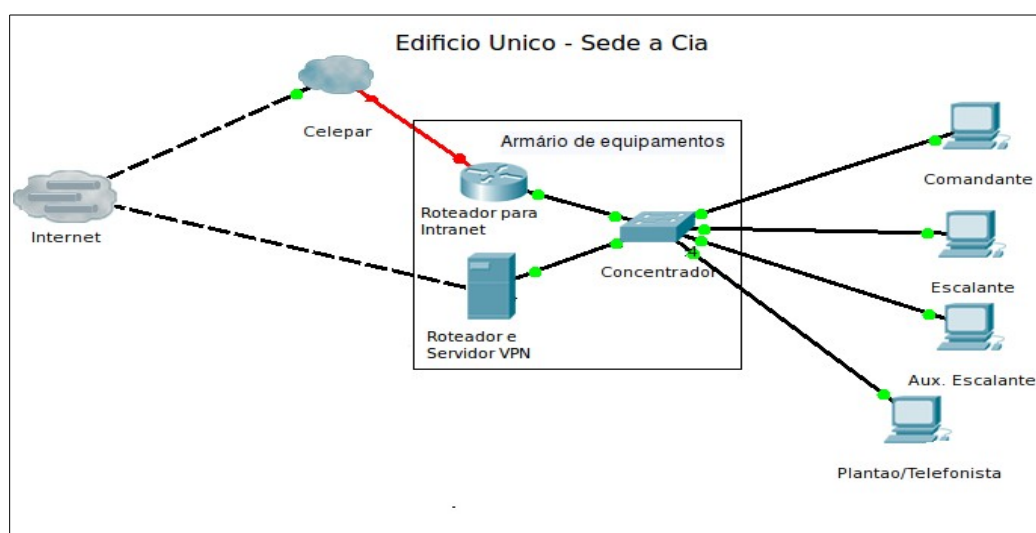 Edificio Unico - Sede a Cia
Celepar
Armário de equipamentos
Comandante
Roteador para
Intranet
Internet
Concentrador
Escalante
Roteador e
Servidor VPN
Aux. Escalante
Plantao/Telefonista